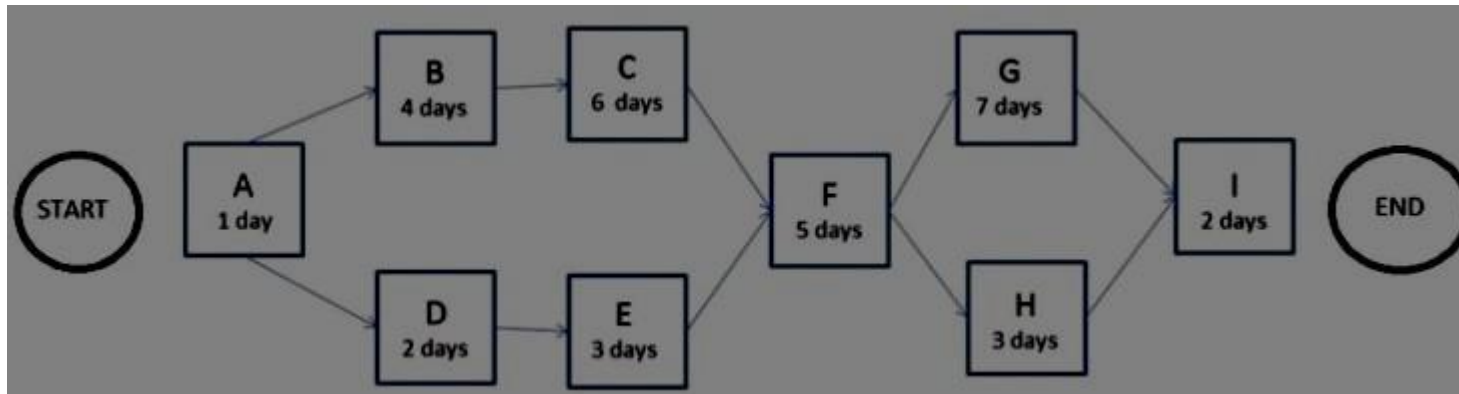 START
A
1 day
B
4 days
C
6 days
D
2 days
E
3 days
F
5 days
G
7 days
H
3 days
I
2 days
END